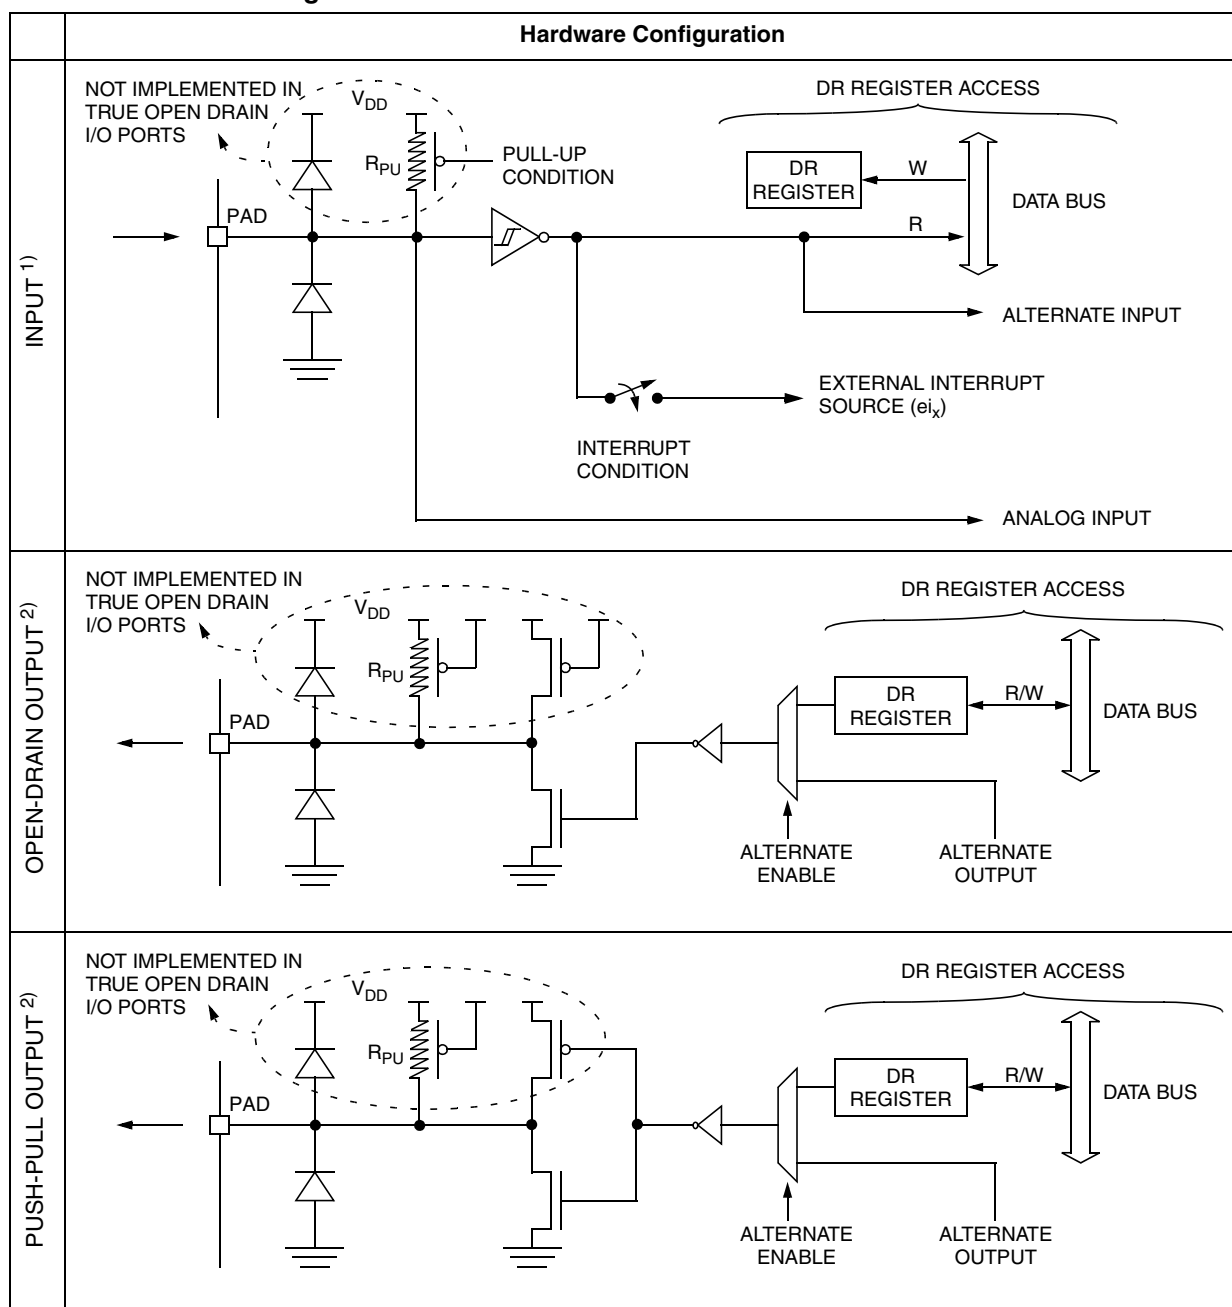 Hardware Configuration
INPUT 1)
NOT IMPLEMENTED IN
TRUE OPEN DRAIN
I/O PORTS
VDD
RPU
PULL-UP
CONDITION
PAD
DR REGISTER ACCESS
DR
REGISTER
W
R
DATA BUS
ALTERNATE INPUT
EXTERNAL INTERRUPT
SOURCE (eix)
INTERRUPT
CONDITION
ANALOG INPUT
OPEN-DRAIN OUTPUT 2)
NOT IMPLEMENTED IN
TRUE OPEN DRAIN
I/O PORTS
VDD
RPU
PAD
DR REGISTER ACCESS
DR
REGISTER
R/W
DATA BUS
ALTERNATE
ENABLE
ALTERNATE
OUTPUT
PUSH-PULL OUTPUT 2)
NOT IMPLEMENTED IN
TRUE OPEN DRAIN
I/O PORTS
VDD
RPU
PAD
DR REGISTER ACCESS
DR
REGISTER
R/W
DATA BUS
ALTERNATE
ENABLE
ALTERNATE
OUTPUT